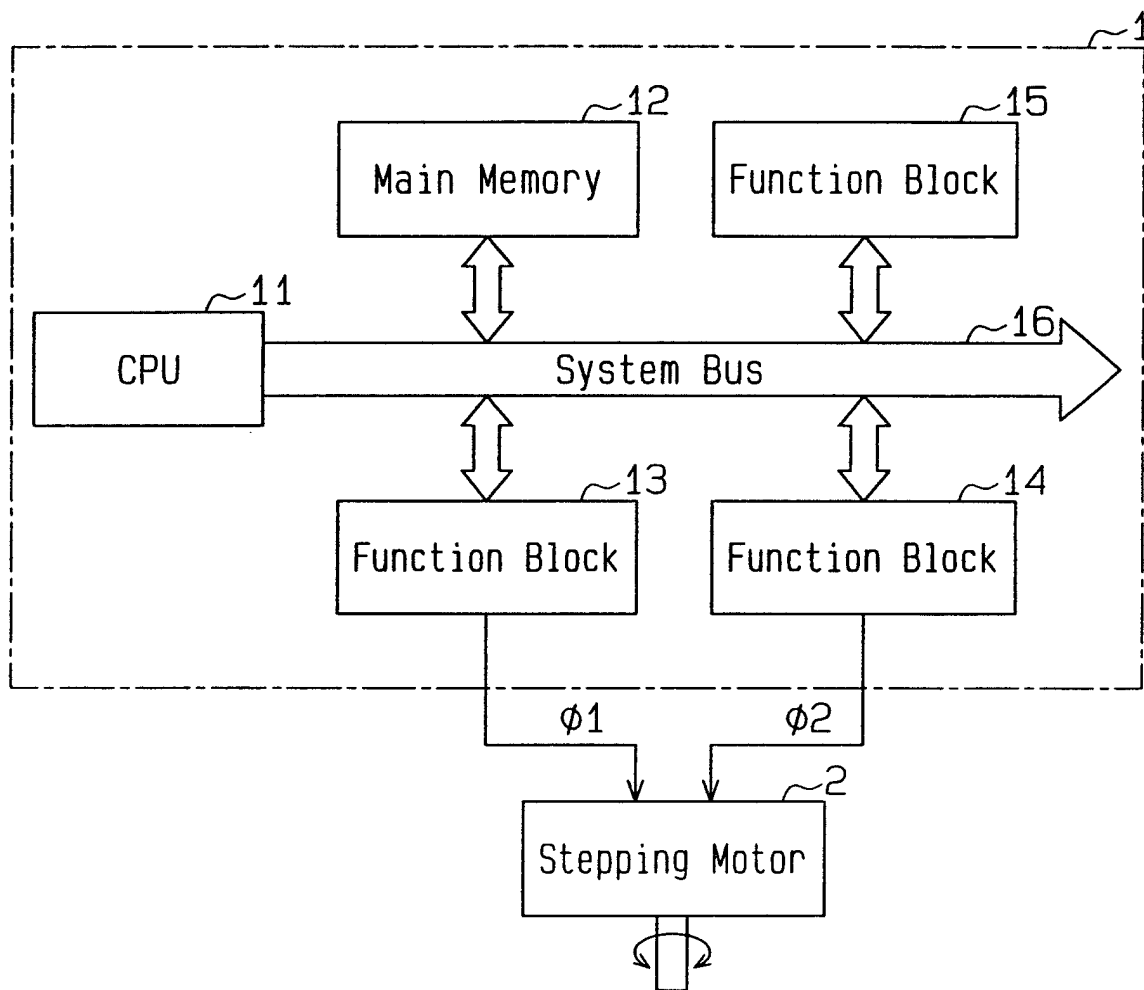 1
12
15
Main Memory
Function Block
11
16
CPU
System Bus
13
14
Function Block
Function Block
ϕ1
ϕ2
2
Stepping Motor